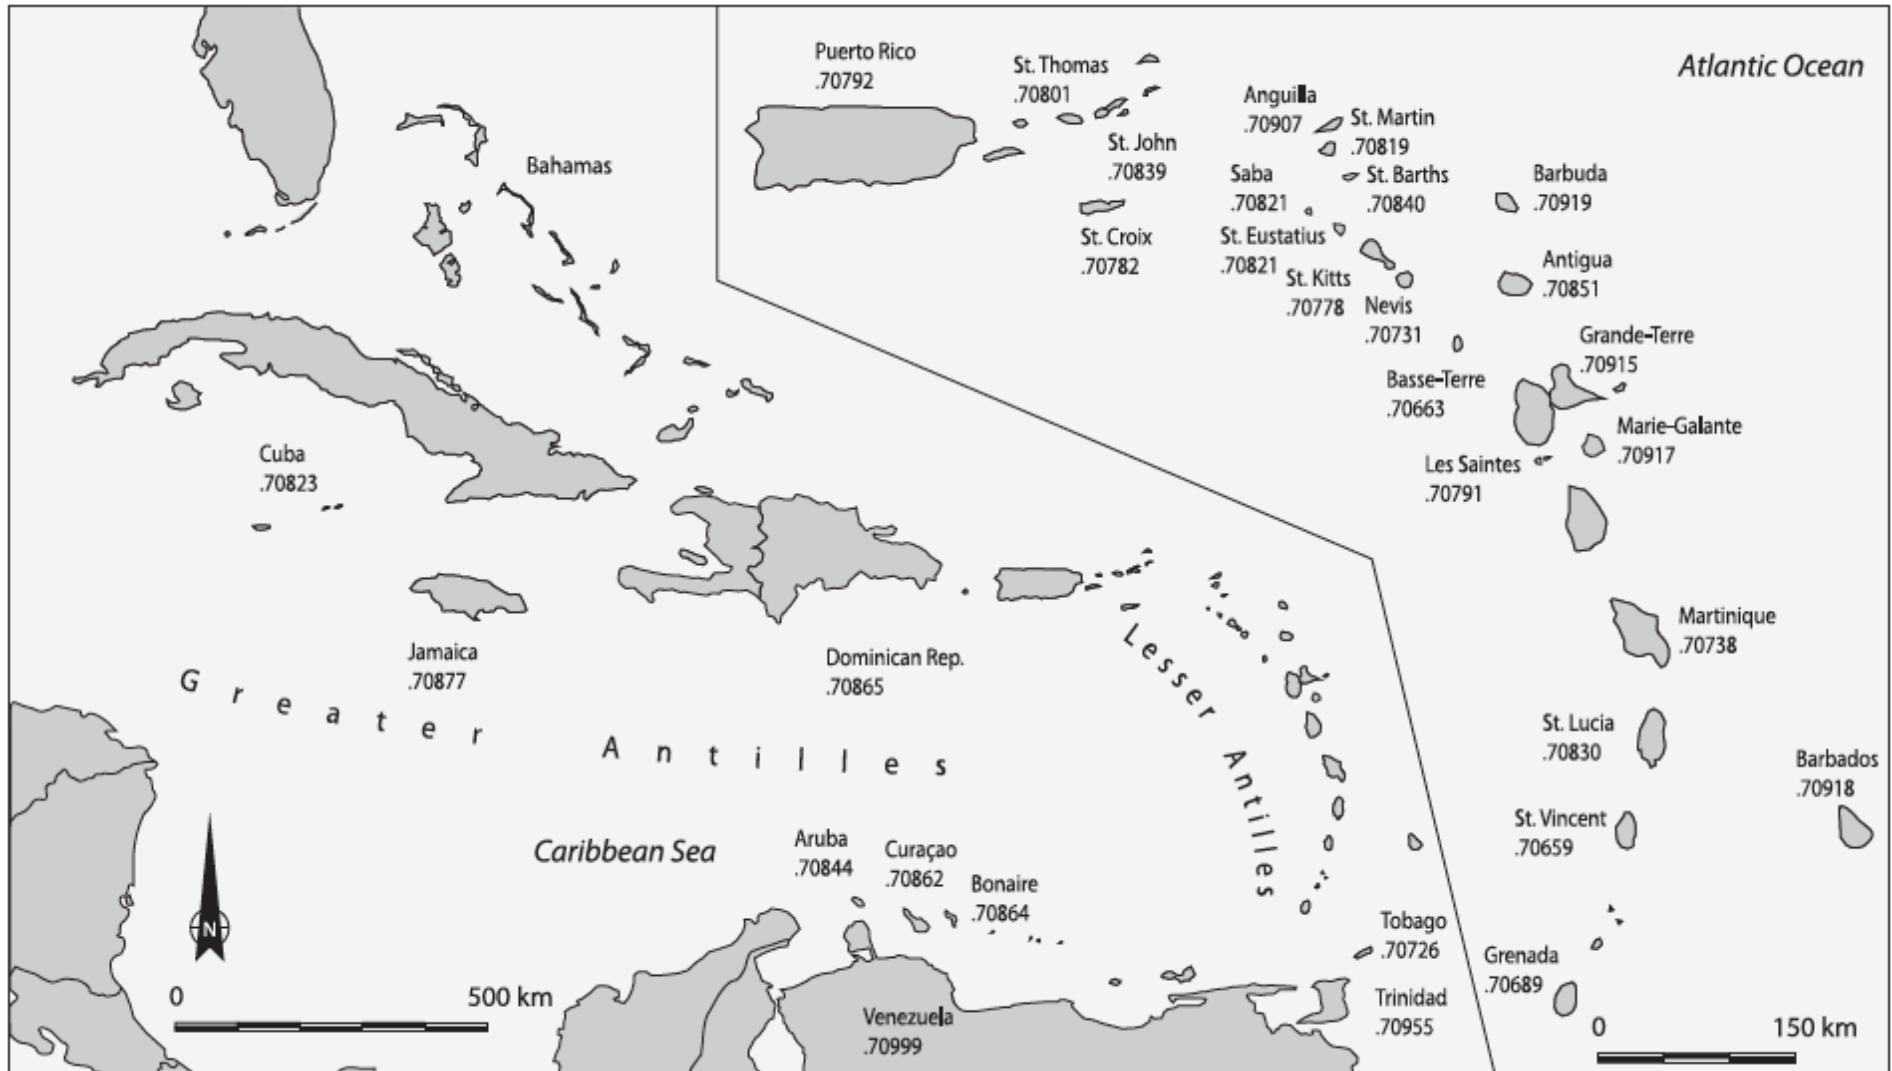 Atlantic Ocean
Puerto Rico
.70792
St. Thomas
.70801
St. John
.70839
St. Croix
.70782
Anguilla
.70907
St. Martin
.70819
Saba
.70821
St. Barths
.70840
Barbuda
.70919
St. Eustatius
.70821
St. Kitts
.70778
Nevis
.70731
Antigua
.70851
Grande-Terre
.70915
Basse-Terre
.70663
Marie-Galante
.70917
Les Saintes
.70791
Martinique
.70738
St. Lucia
.70830
Barbados
.70918
St. Vincent
.70659
Grenada
.70689
0 150 km
Bahamas
Cuba
.70823
Jamaica
.70877
Dominican Rep.
.70865
Greater Antilles
Lesser Antilles
Caribbean Sea
Aruba
.70844
Curaçao
.70862
Bonaire
.70864
Tobago
.70726
Trinidad
.70955
Venezuela
.70999
N
0 500 km